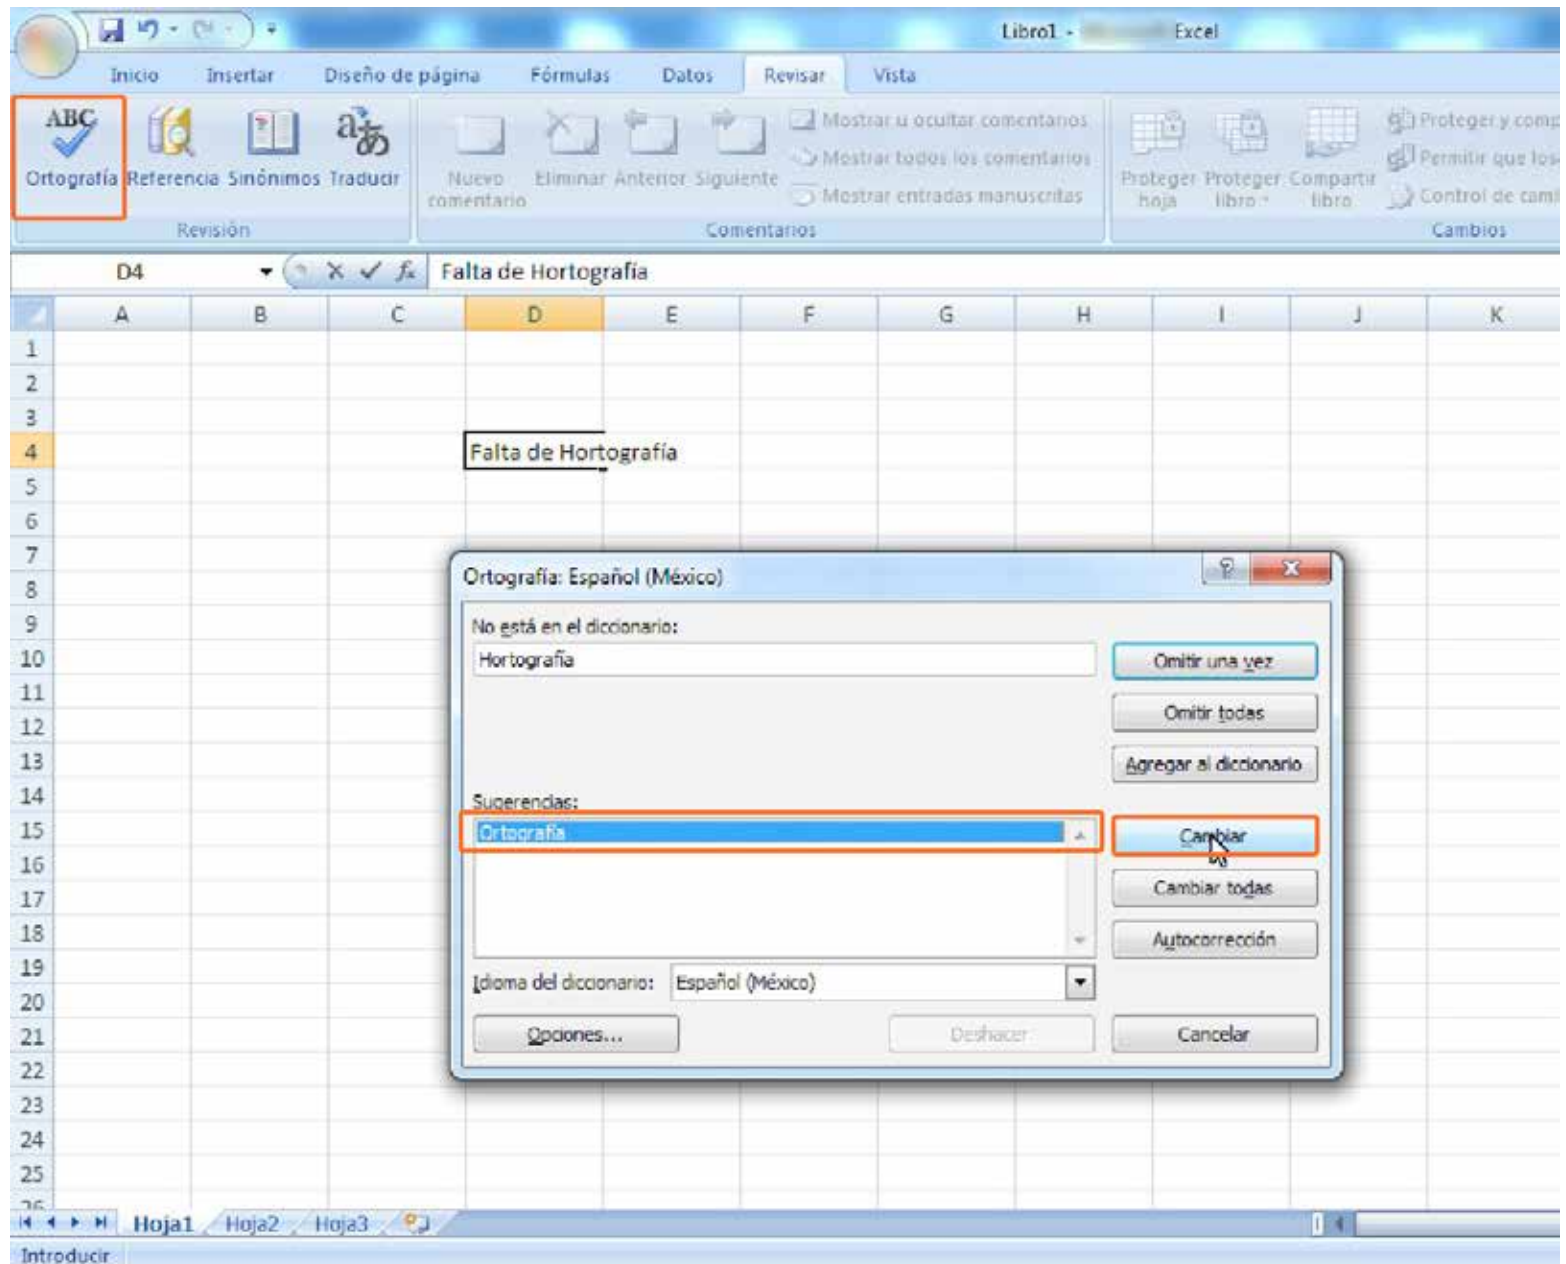 Libro1 - Excel
Inicio Insertar Diseño de página Fórmulas Datos Revisar Vista
ABC
Ortografía Referencia Sinónimos Traducir
Revisión
Nuevo comentario Eliminar Anterior Siguiente
Mostrar u ocultar comentarios
Mostrar todos los comentarios
Mostrar entradas manuscritas
Comentarios
Proteger hoja Proteger libro Compartir libro
Proteger y comp
Permitir que los
Control de cam
Cambios
D4 fx Falta de Hortografía
A B C D E F G H I J K
1
2
3
4 Falta de Hortografía
5
6
7
8
9
10
11
12
13
14
15
16
17
18
19
20
21
22
23
24
25
26
Ortografía: Español (México)
No está en el diccionario:
Hortografía
Omitir una vez
Omitir todas
Agregar al diccionario
Sugerencias:
Ortografía
Cambiar
Cambiar todas
Autocorrección
Idioma del diccionario: Español (México)
Opciones... Deshacer Cancelar
Hoja1 Hoja2 Hoja3
Introducir